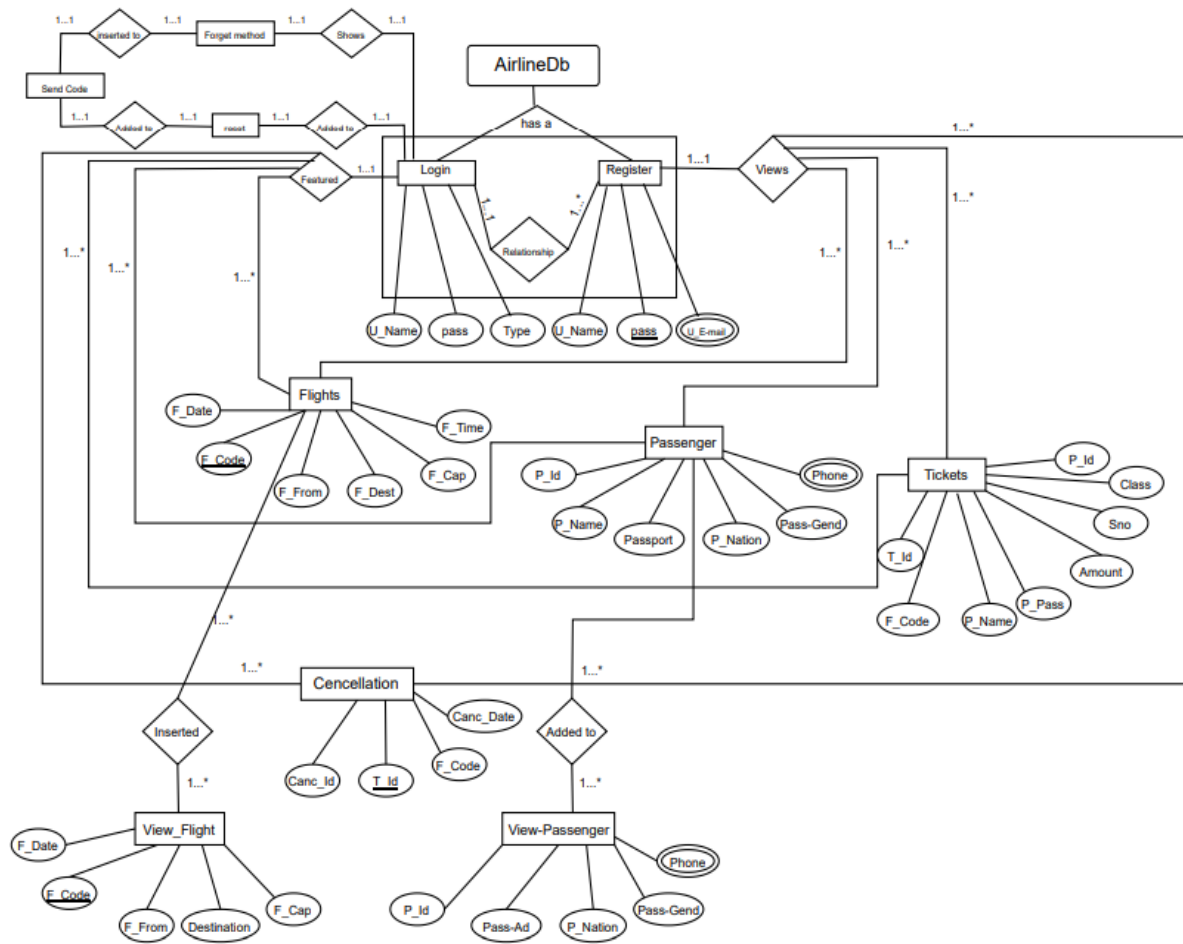 1...1
1...1
1...1
1...1
inserted to
Forget method
Shows
AirlineDb
Send Code
1...1
1...1
1...1
1...1
Added to
reset
Added to
has a
1...*
Featured
1...1
Login
Register
1...1
Views
1...1
1...*
1...*
Relationship
1...*
1...*
1...*
1...*
1...*
U_Name
pass
Type
U_Name
pass
U_E-mail
Flights
F_Date
F_Time
F_Code
F_Cap
F_From
F_Dest
Passenger
P_Id
Phone
P_Name
Pass-Gend
Passport
P_Nation
Tickets
P_Id
Class
Sno
T_Id
Amount
P_Pass
F_Code
P_Name
1...*
1...*
1...*
Cencellation
Canc_Date
F_Code
Canc_Id
T_Id
Inserted
Added to
1...*
1...*
View_Flight
F_Date
F_Code
F_Cap
F_From
Destination
View-Passenger
Phone
P_Id
Pass-Gend
Pass-Ad
P_Nation